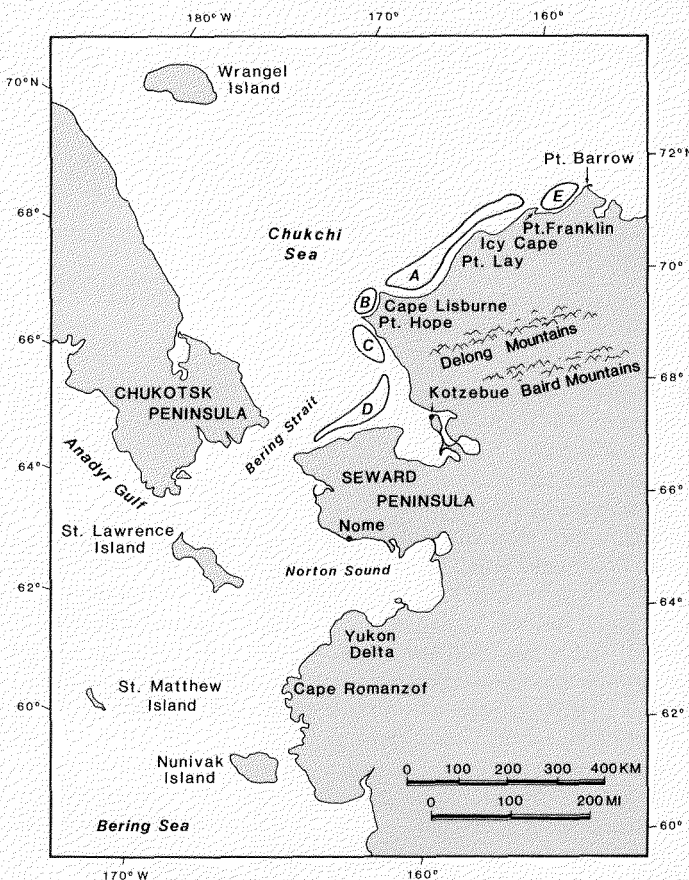 180° W
170°
160°
70°N
Wrangel
Island
72°N
Pt. Barrow
E
68°
Chukchi
Sea
Pt.Franklin
Icy Cape
Pt. Lay
A
70°
B
Cape Lisburne
Pt. Hope
66°
C
Delong Mountains
Baird Mountains
68°
CHUKOTSK
PENINSULA
D
Kotzebue
Bering Strait
Anadyr Gulf
64°
SEWARD
PENINSULA
66°
St. Lawrence
Island
Nome
Norton Sound
62°
64°
Yukon
Delta
St. Matthew
Island
Cape Romanzof
60°
62°
Nunivak
Island
0 100 200 300 400 KM
0 100 200 MI
Bering Sea
60°
170° W
160°